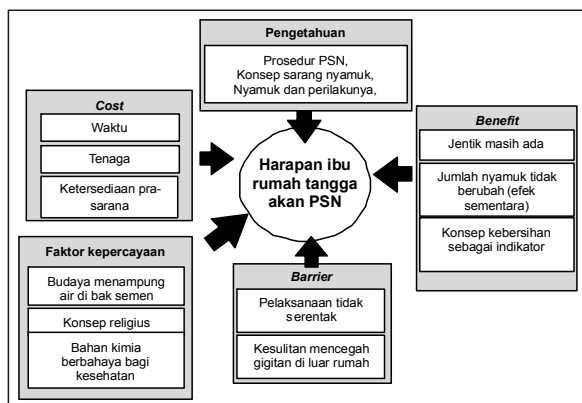 Pengetahuan
Prosedur PSN,
Konsep sarang nyamuk,
Nyamuk dan perilakunya,
Cost
Waktu
Tenaga
Ketersediaan pra-
sarana
Harapan ibu
rumah tangga
akan PSN
Benefit
Jentik masih ada
Jumlah nyamuk tidak
berubah (efek
sementara)
Konsep kebersihan
sebagai indikator
Faktor kepercayaan
Budaya menampung
air di bak semen
Konsep religius
Bahan kimia
berbahaya bagi
kesehatan
Barrier
Pelaksanaan tidak
serentak
Kesulitan mencegah
gigitan di luar rumah